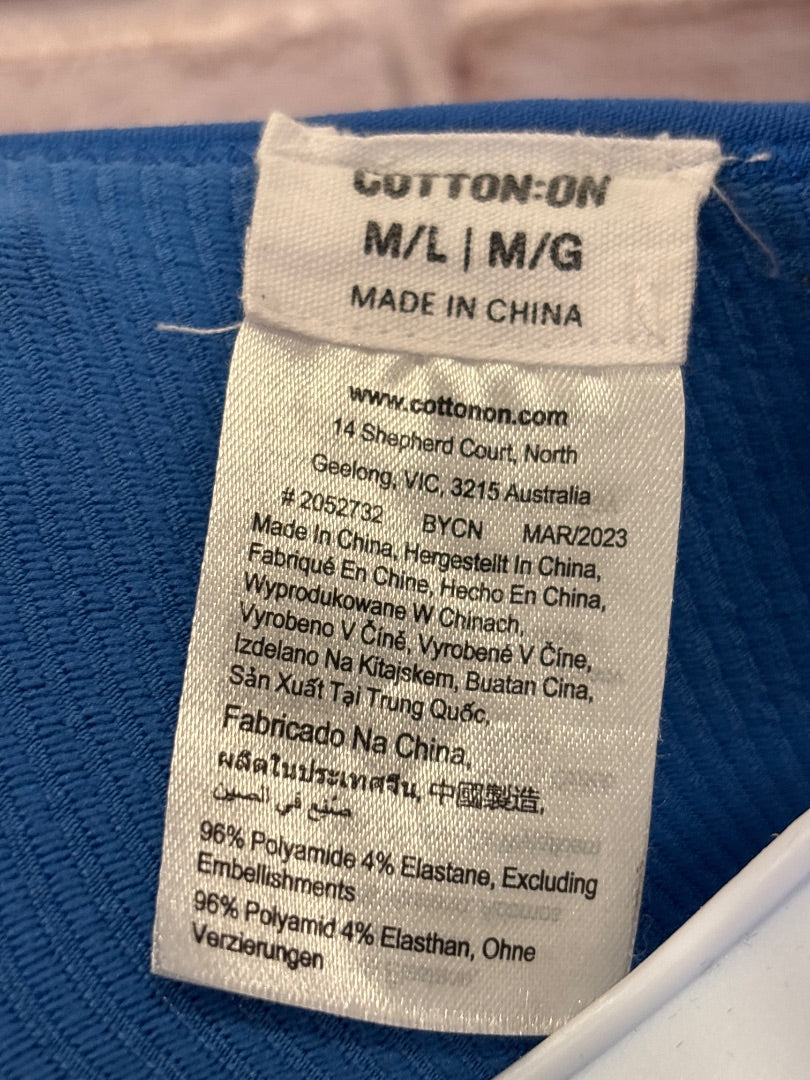 COTTON:ON
M/L | M/G
MADE IN CHINA
www.cottonon.com
14 Shepherd Court, North
Geelong, VIC, 3215 Australia
# 2052732 BYCN MAR/2023
Made In China, Hergestellt In China,
Fabriqué En Chine, Hecho En China,
Wyprodukowane W Chinach,
Vyrobeno V Číně, Vyrobené V Číne,
Izdelano Na Kitajskem, Buatan Cina,
Sản Xuất Tại Trung Quốc,
Fabricado Na China,
ผลิตในประเทศจีน, 中國製造,
صُنع في الصين
96% Polyamide 4% Elastane, Excluding
Embellishments
96% Polyamid 4% Elasthan, Ohne
Verzierungen